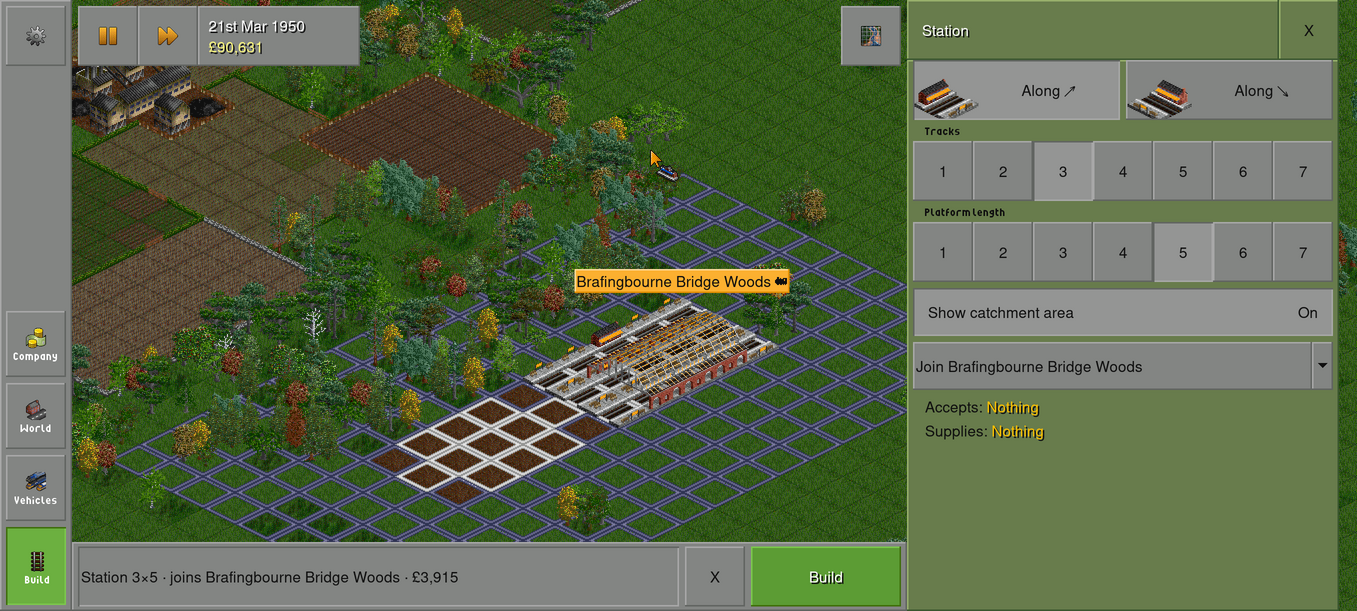 21st Mar 1950
£90,631
Station
X
Along ↗
Along ↘
Tracks
1 2 3 4 5 6 7
Platform length
1 2 3 4 5 6 7
Show catchment area On
Join Brafingbourne Bridge Woods
Accepts: Nothing
Supplies: Nothing
Brafingbourne Bridge Woods
Company
World
Vehicles
Build
Station 3×5 · joins Brafingbourne Bridge Woods · £3,915
X
Build